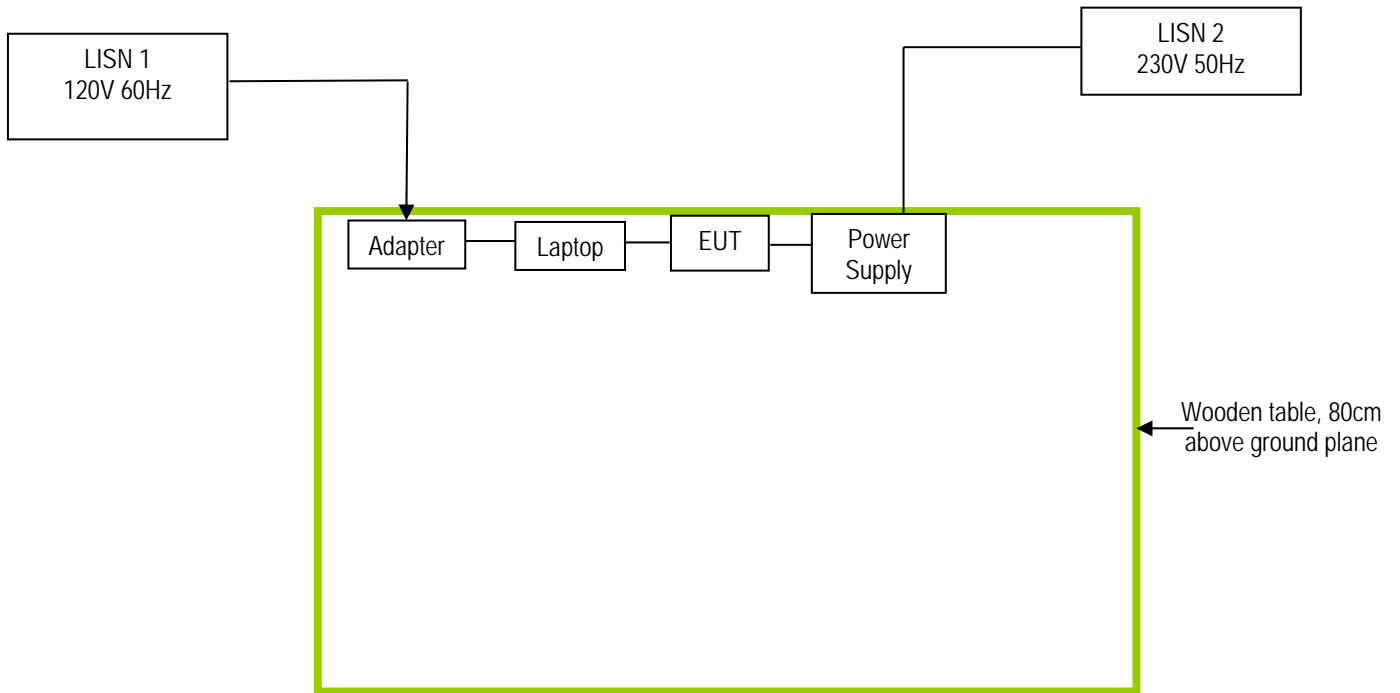 LISN 1
120V 60Hz
LISN 2
230V 50Hz
Adapter
Laptop
EUT
Power
Supply
Wooden table, 80cm
above ground plane